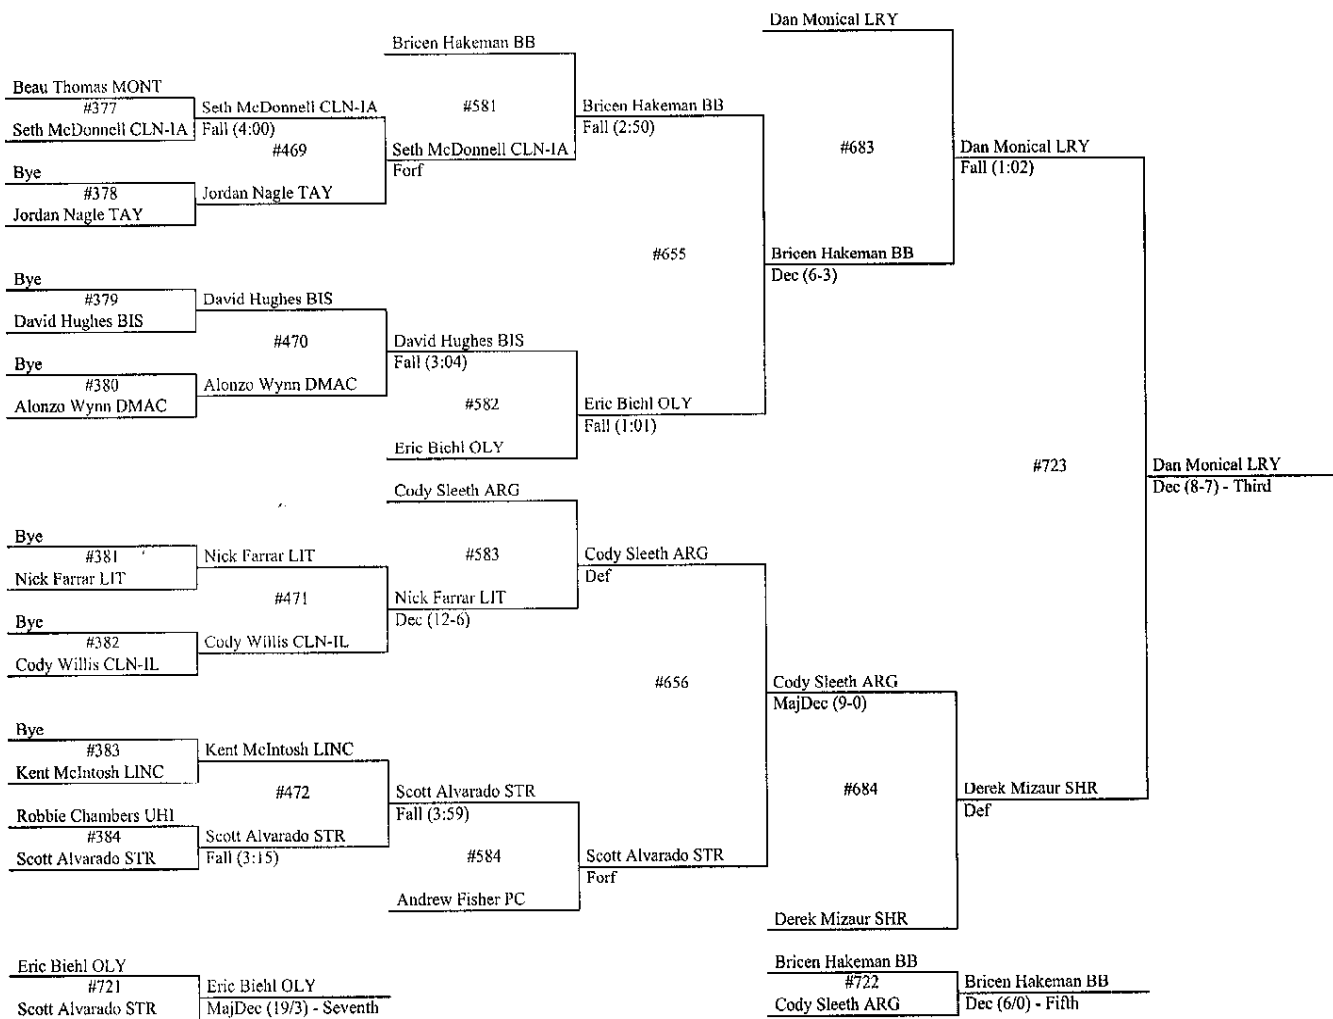 Dan Monical LRY
Bricen Hakeman BB
Beau Thomas MONT
#377
Seth McDonnell CLN-IA
Seth McDonnell CLN-IA
Fall (4:00)
#469
Bye
#378
Jordan Nagle TAY
Jordan Nagle TAY
#581
Seth McDonnell CLN-IA
Forf
Bricen Hakeman BB
Fall (2:50)
#683
Dan Monical LRY
Fall (1:02)
#655
Bricen Hakeman BB
Dec (6-3)
Bye
#379
David Hughes BIS
David Hughes BIS
#470
Bye
#380
Alonzo Wynn DMAC
Alonzo Wynn DMAC
David Hughes BIS
Fall (3:04)
#582
Eric Biehl OLY
Eric Biehl OLY
Fall (1:01)
#723
Dan Monical LRY
Dec (8-7) - Third
Cody Sleeth ARG
Bye
#381
Nick Farrar LIT
Nick Farrar LIT
#471
Bye
#382
Cody Willis CLN-IL
Cody Willis CLN-IL
#583
Nick Farrar LIT
Dec (12-6)
Cody Sleeth ARG
Def
#656
Cody Sleeth ARG
MajDec (9-0)
Bye
#383
Kent McIntosh LINC
Kent McIntosh LINC
#472
Robbie Chambers UHI
#384
Scott Alvarado STR
Scott Alvarado STR
Fall (3:15)
Scott Alvarado STR
Fall (3:59)
#584
Andrew Fisher PC
Scott Alvarado STR
Forf
#684
Derek Mizaur SHR
Def
Derek Mizaur SHR
Eric Biehl OLY
#721
Scott Alvarado STR
Eric Biehl OLY
MajDec (19/3) - Seventh
Bricen Hakeman BB
#722
Cody Sleeth ARG
Bricen Hakeman BB
Dec (6/0) - Fifth